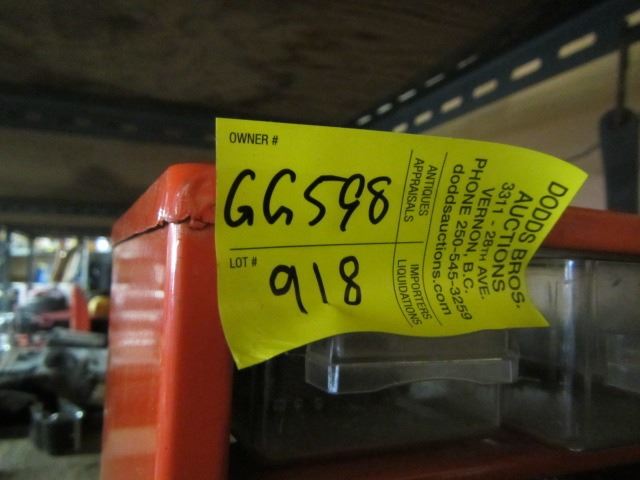 OWNER #
GG598
LOT #
918
ANTIQUES
APPRAISALS
IMPORTERS
LIQUIDATIONS
DODDS BROS.
AUCTIONS
3311 - 28TH AVE.
VERNON, B.C.
PHONE 250-545-3259
doddsauctions.com